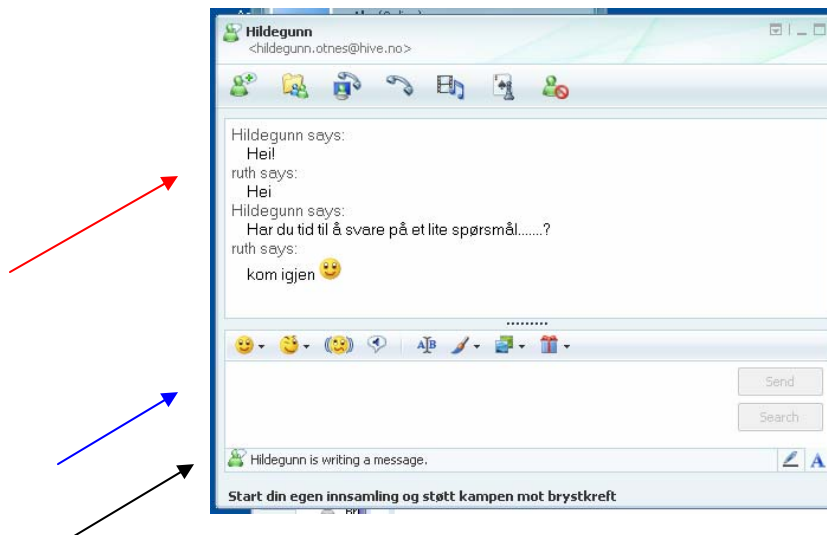 Hildegunn
<hildegunn.otnes@hive.no>
Hildegunn says:
Hei!
ruth says:
Hei
Hildegunn says:
Har du tid til å svare på et lite spørsmål.......?
ruth says:
kom igjen
Send
Search
Hildegunn is writing a message.
Start din egen innsamling og støtt kampen mot brystkreft